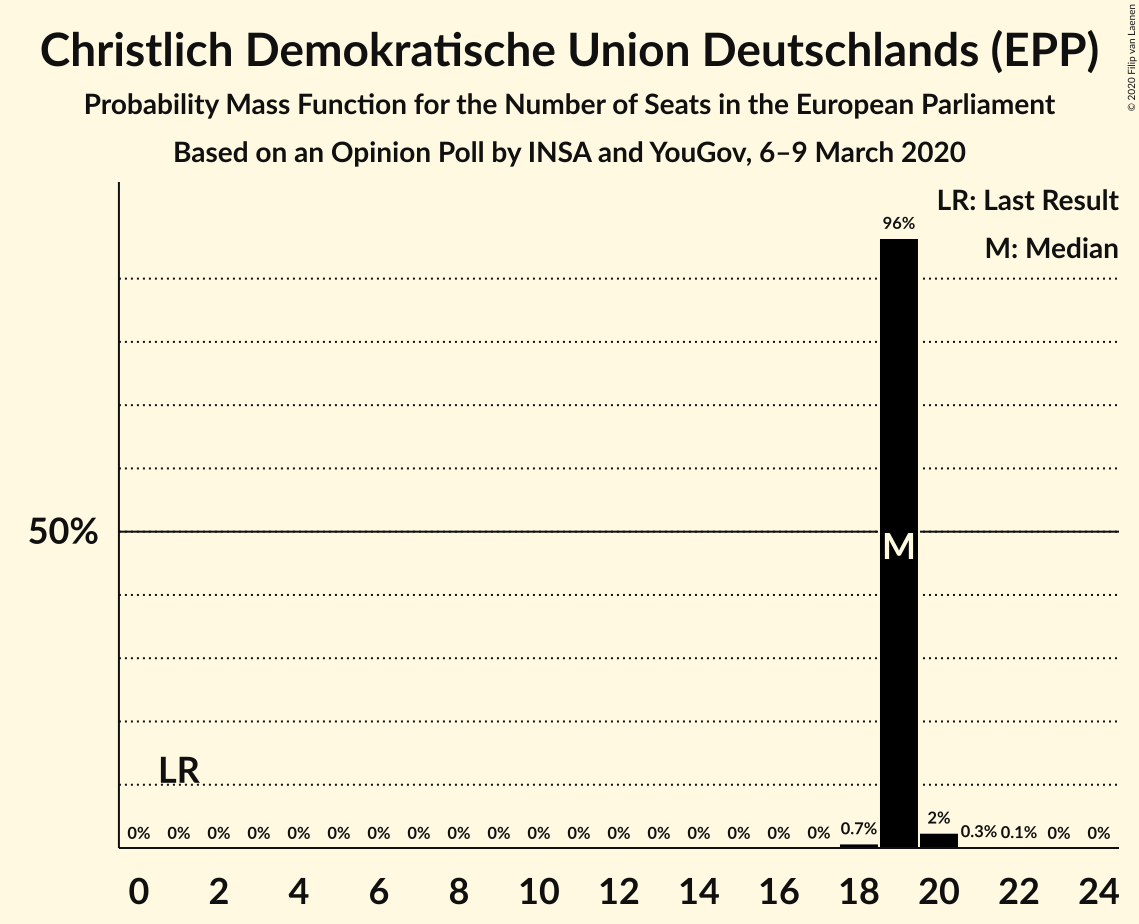 Christlich Demokratische Union Deutschlands (EPP)
Probability Mass Function for the Number of Seats in the European Parliament
Based on an Opinion Poll by INSA and YouGov, 6–9 March 2020
© 2020 Filip van Laenen
LR: Last Result
M: Median
96%
50%
M
LR
0% 0% 0% 0% 0% 0% 0% 0% 0% 0% 0% 0% 0% 0% 0% 0% 0% 0% 0.7% 2% 0.3% 0.1% 0% 0%
0 2 4 6 8 10 12 14 16 18 20 22 24